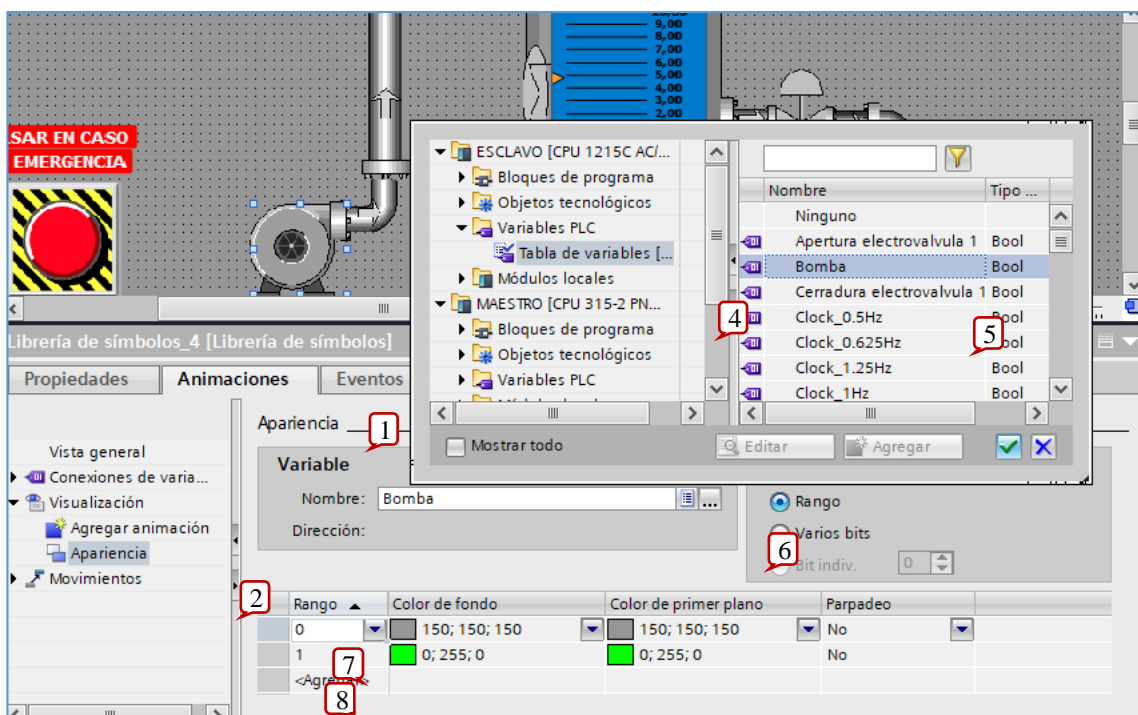 10,00
9,00
8,00
7,00
6,00
5,00
4,00
3,00
2,00
SAR EN CASO
EMERGENCIA
ESCLAVO [CPU 1215C AC/...
Bloques de programa
Objetos tecnológicos
Variables PLC
Tabla de variables [...
Módulos locales
MAESTRO [CPU 315-2 PN...
Bloques de programa
Objetos tecnológicos
Variables PLC
Nombre Tipo ...
Ninguno
Apertura electrovalvula 1 Bool
Bomba Bool
Cerradura electrovalvula 1 Bool
Clock_0.5Hz Bool
Clock_0.625Hz
Clock_1.25Hz Bool
Clock_1Hz Bool
4
5
Mostrar todo
Editar
Agregar
Librería de símbolos_4 [Librería de símbolos]
Propiedades Animaciones Eventos
Vista general
Conexiones de varia...
Visualización
Agregar animación
Apariencia
Movimientos
Apariencia
1
Variable
Nombre: Bomba ...
Dirección:
Rango
Varios bits
Bit indiv. 0
6
2
Rango Color de fondo Color de primer plano Parpadeo
0 150; 150; 150 150; 150; 150 No
1 0; 255; 0 0; 255; 0 No
<Agregar>
7
8